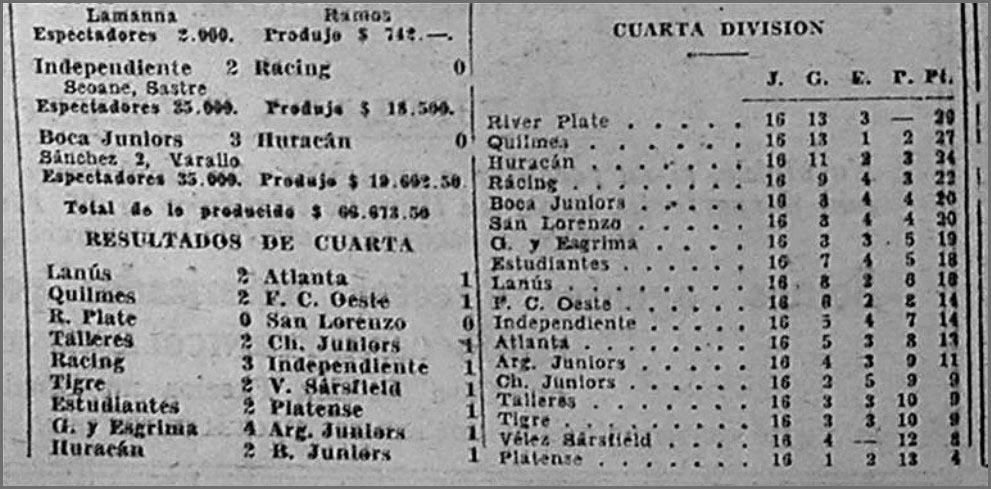 Lamanna Ramos
Espectadores 2.000. Produjo $ 742.—.
Independiente 2 Racing 0
Seoane, Sastre
Espectadores 35.000. Produjo $ 18.500.
Boca Juniors 3 Huracán 0
Sánchez 2, Varallo
Espectadores 35.000. Produjo $ 19.602.50
Total de lo producido $ 66.673.50
RESULTADOS DE CUARTA
Lanús 2 Atlanta 1
Quilmes 2 F. C. Oeste 1
R. Plate 0 San Lorenzo 0
Talleres 2 Ch. Juniors 1
Racing 3 Independiente 1
Tigre 2 V. Sársfield 1
Estudiantes 2 Platense 1
G. y Esgrima 4 Arg. Juniors 1
Huracán 2 B. Juniors 1
CUARTA DIVISION
J. G. E. P. Pt.
River Plate 16 13 3 — 29
Quilmes 16 13 1 2 27
Huracán 16 11 2 3 24
Rácing 16 9 4 3 22
Boca Juniors 16 8 4 4 20
San Lorenzo 16 8 4 4 20
G. y Esgrima 16 8 3 5 19
Estudiantes 16 7 4 5 18
Lanús 16 8 2 6 18
F. C. Oeste 16 6 2 8 14
Independiente 16 5 4 7 14
Atlanta 16 5 3 8 13
Arg. Juniors 16 4 3 9 11
Ch. Juniors 16 2 5 9 9
Talleres 16 3 3 10 9
Tigre 16 3 3 10 9
Vélez Sársfield 16 4 — 12 8
Platense 16 1 2 13 4